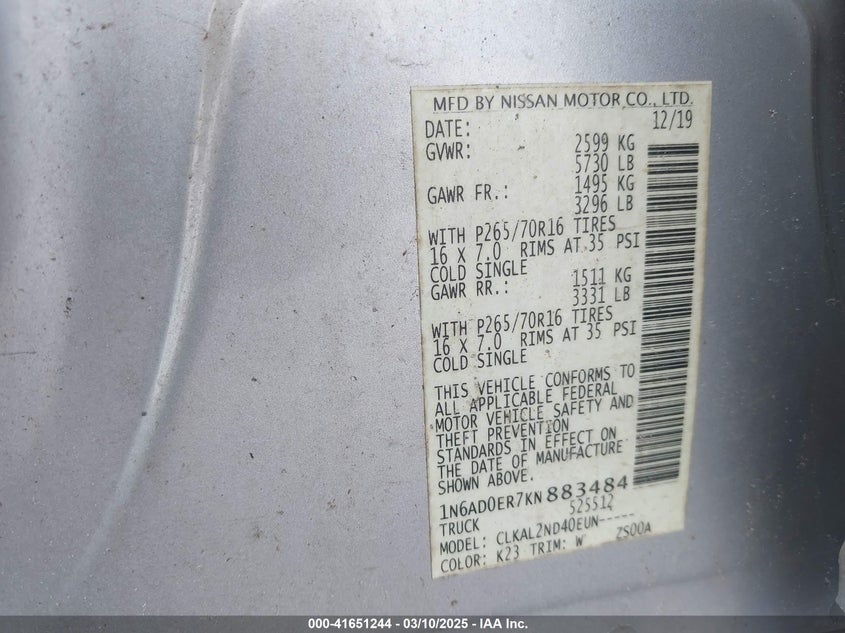 MFD BY NISSAN MOTOR CO., LTD.
DATE: 12/19
GVWR: 2599 KG
5730 LB
GAWR FR.: 1495 KG
3296 LB
WITH P265/70R16 TIRES
16 X 7.0 RIMS AT 35 PSI
COLD SINGLE
GAWR RR.: 1511 KG
3331 LB
WITH P265/70R16 TIRES
16 X 7.0 RIMS AT 35 PSI
COLD SINGLE
THIS VEHICLE CONFORMS TO
ALL APPLICABLE FEDERAL
MOTOR VEHICLE SAFETY AND
THEFT PREVENTION
STANDARDS IN EFFECT ON
THE DATE OF MANUFACTURE
SHOWN ABOVE.
1N6AD0ER7KN883484
TRUCK 525512
MODEL: CLKAL2ND40EUN-----
COLOR: K23 TRIM: W ZS00A
000-41651244 — 03/10/2025 - IAA Inc.